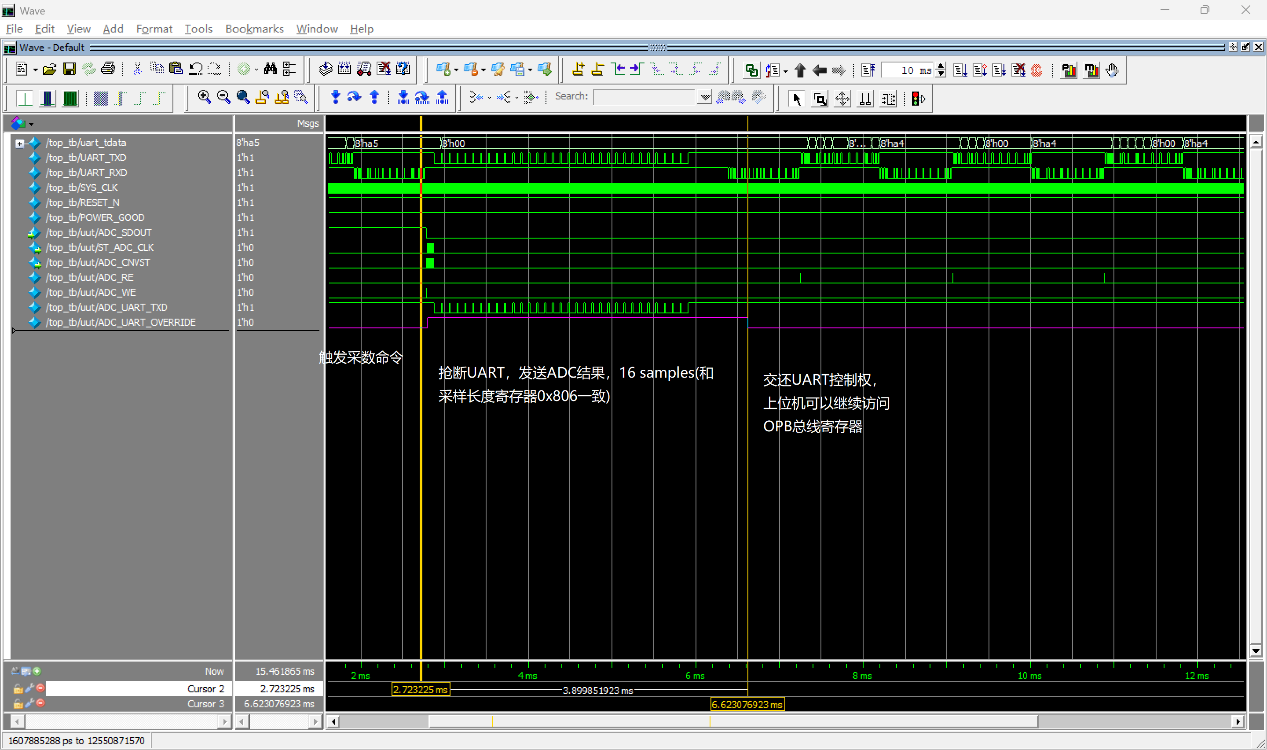 Wave
File Edit View Add Format Tools Bookmarks Window Help
Wave - Default
10 ms
Search:
Msgs
/top_tb/uart_tdata 8'ha5 8'ha5 8'h00 8'... 8'ha4 8'h00 8'ha4 8'h00 8'ha4
/top_tb/UART_TXD 1'h1
/top_tb/UART_RXD 1'h1
/top_tb/SYS_CLK 1'h1
/top_tb/RESET_N 1'h1
/top_tb/POWER_GOOD 1'h1
/top_tb/uut/ADC_SDOUT 1'h1
/top_tb/uut/ST_ADC_CLK 1'h0
/top_tb/uut/ADC_CNVST 1'h0
/top_tb/uut/ADC_RE 1'h0
/top_tb/uut/ADC_WE 1'h0
/top_tb/uut/ADC_UART_TXD 1'h1
/top_tb/uut/ADC_UART_OVERRIDE 1'h0
触发采数命令
抢断UART，发送ADC结果，16 samples(和
采样长度寄存器0x806一致)
交还UART控制权，
上位机可以继续访问
OPB总线寄存器
Now 15.461865 ms 2 ms 4 ms 6 ms 8 ms 10 ms 12 ms
Cursor 2 2.723225 ms 2.723225 ms 3.899851923 ms
Cursor 3 6.623076923 ms 6.623076923 ms
1607885288 ps to 12550871570